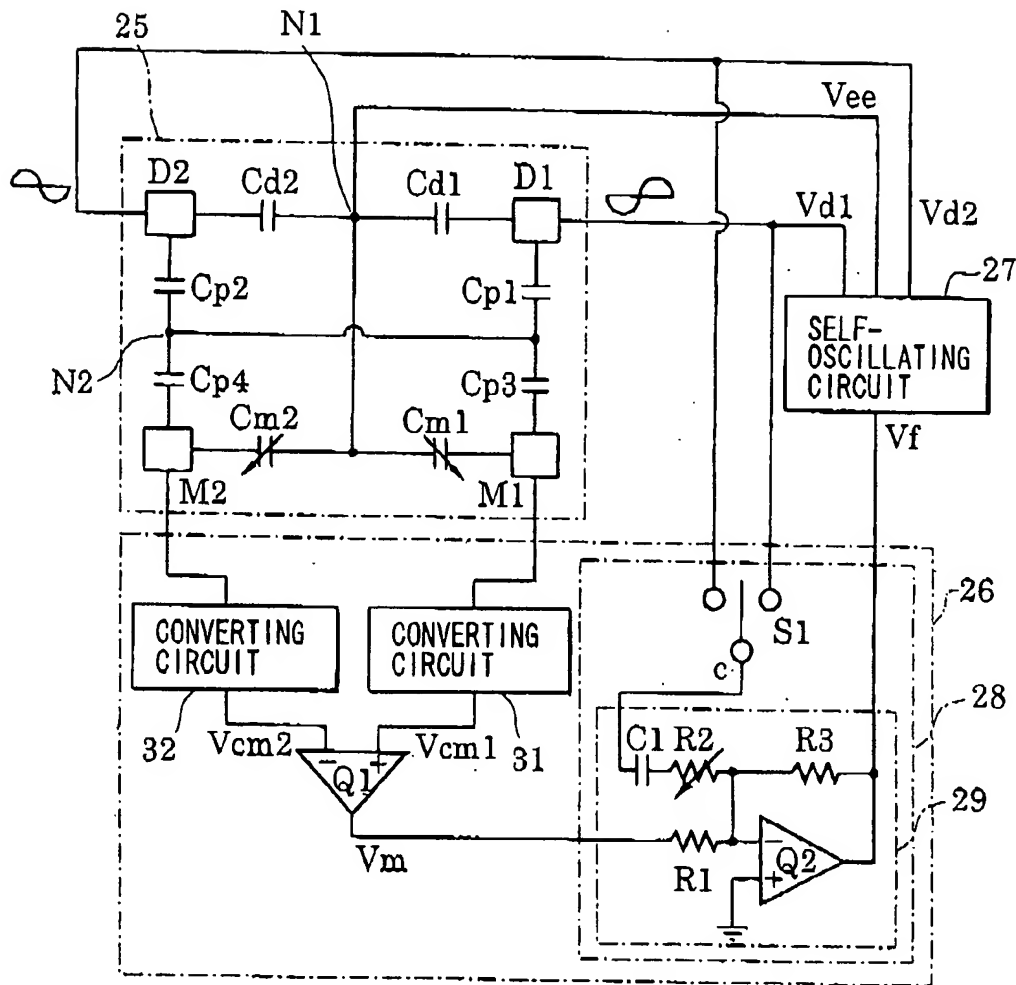 N1
25
Vee
D2
Cd2
Cd1
D1
Vd1
Vd2
27
Cp2
Cp1
SELF-
OSCILLATING
CIRCUIT
N2
Cp4
Cp3
Cm2
Cm1
Vf
M2
M1
26
S1
CONVERTING
CIRCUIT
CONVERTING
CIRCUIT
c
28
32
Vcm2
Vcm1
31
C1
R2
R3
- +
Q1
29
Vm
R1
-
Q2
+